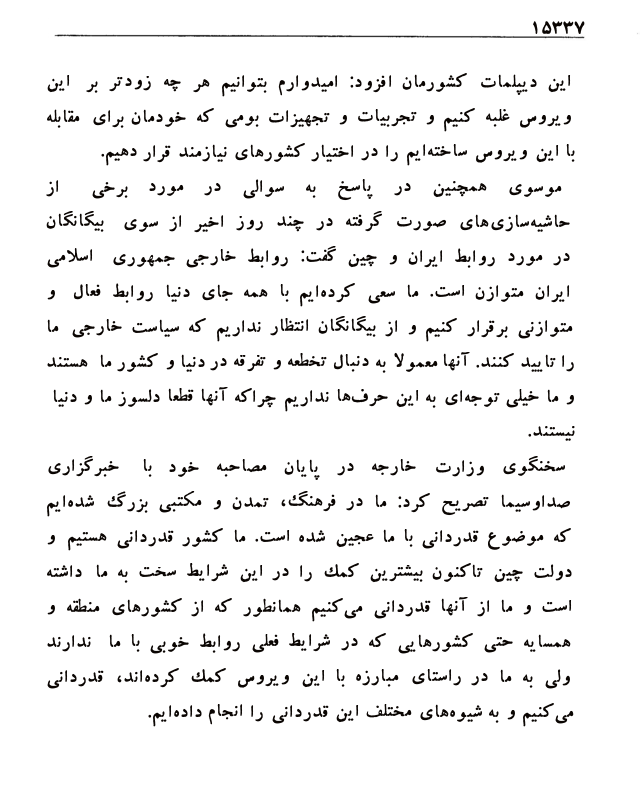 ۱۵۳۳۷
این دیپلمات کشورمان افزود: امیدوارم بتوانیم هر چه زودتر بر این
ویروس غلبه کنیم و تجربیات و تجهیزات بومی که خودمان برای مقابله
با این ویروس ساخته‌ایم را در اختیار کشورهای نیازمند قرار دهیم.
موسوی همچنین در پاسخ به سوالی در مورد برخی از
حاشیه‌سازی‌های صورت گرفته در چند روز اخیر از سوی بیگانگان
در مورد روابط ایران و چین گفت: روابط خارجی جمهوری اسلامی
ایران متوازن است. ما سعی کرده‌ایم با همه جای دنیا روابط فعال و
متوازنی برقرار کنیم و از بیگانگان انتظار نداریم که سیاست خارجی ما
را تایید کنند. آنها معمولا به دنبال تخطعه و تفرقه در دنیا و کشور ما هستند
و ما خیلی توجه‌ای به این حرف‌ها نداریم چراکه آنها قطعا دلسوز ما و دنیا
نیستند.
سخنگوی وزارت خارجه در پایان مصاحبه خود با خبرگزاری
صداوسیما تصریح کرد: ما در فرهنگ، تمدن و مکتبی بزرگ شده‌ایم
که موضوع قدردانی با ما عجین شده است. ما کشور قدردانی هستیم و
دولت چین تاکنون بیشترین کمك را در این شرایط سخت به ما داشته
است و ما از آنها قدردانی می‌کنیم همانطور که از کشورهای منطقه و
همسایه حتی کشورهایی که در شرایط فعلی روابط خوبی با ما ندارند
ولی به ما در راستای مبارزه با این ویروس کمك کرده‌اند، قدردانی
می‌کنیم و به شیوه‌های مختلف این قدردانی را انجام داده‌ایم.